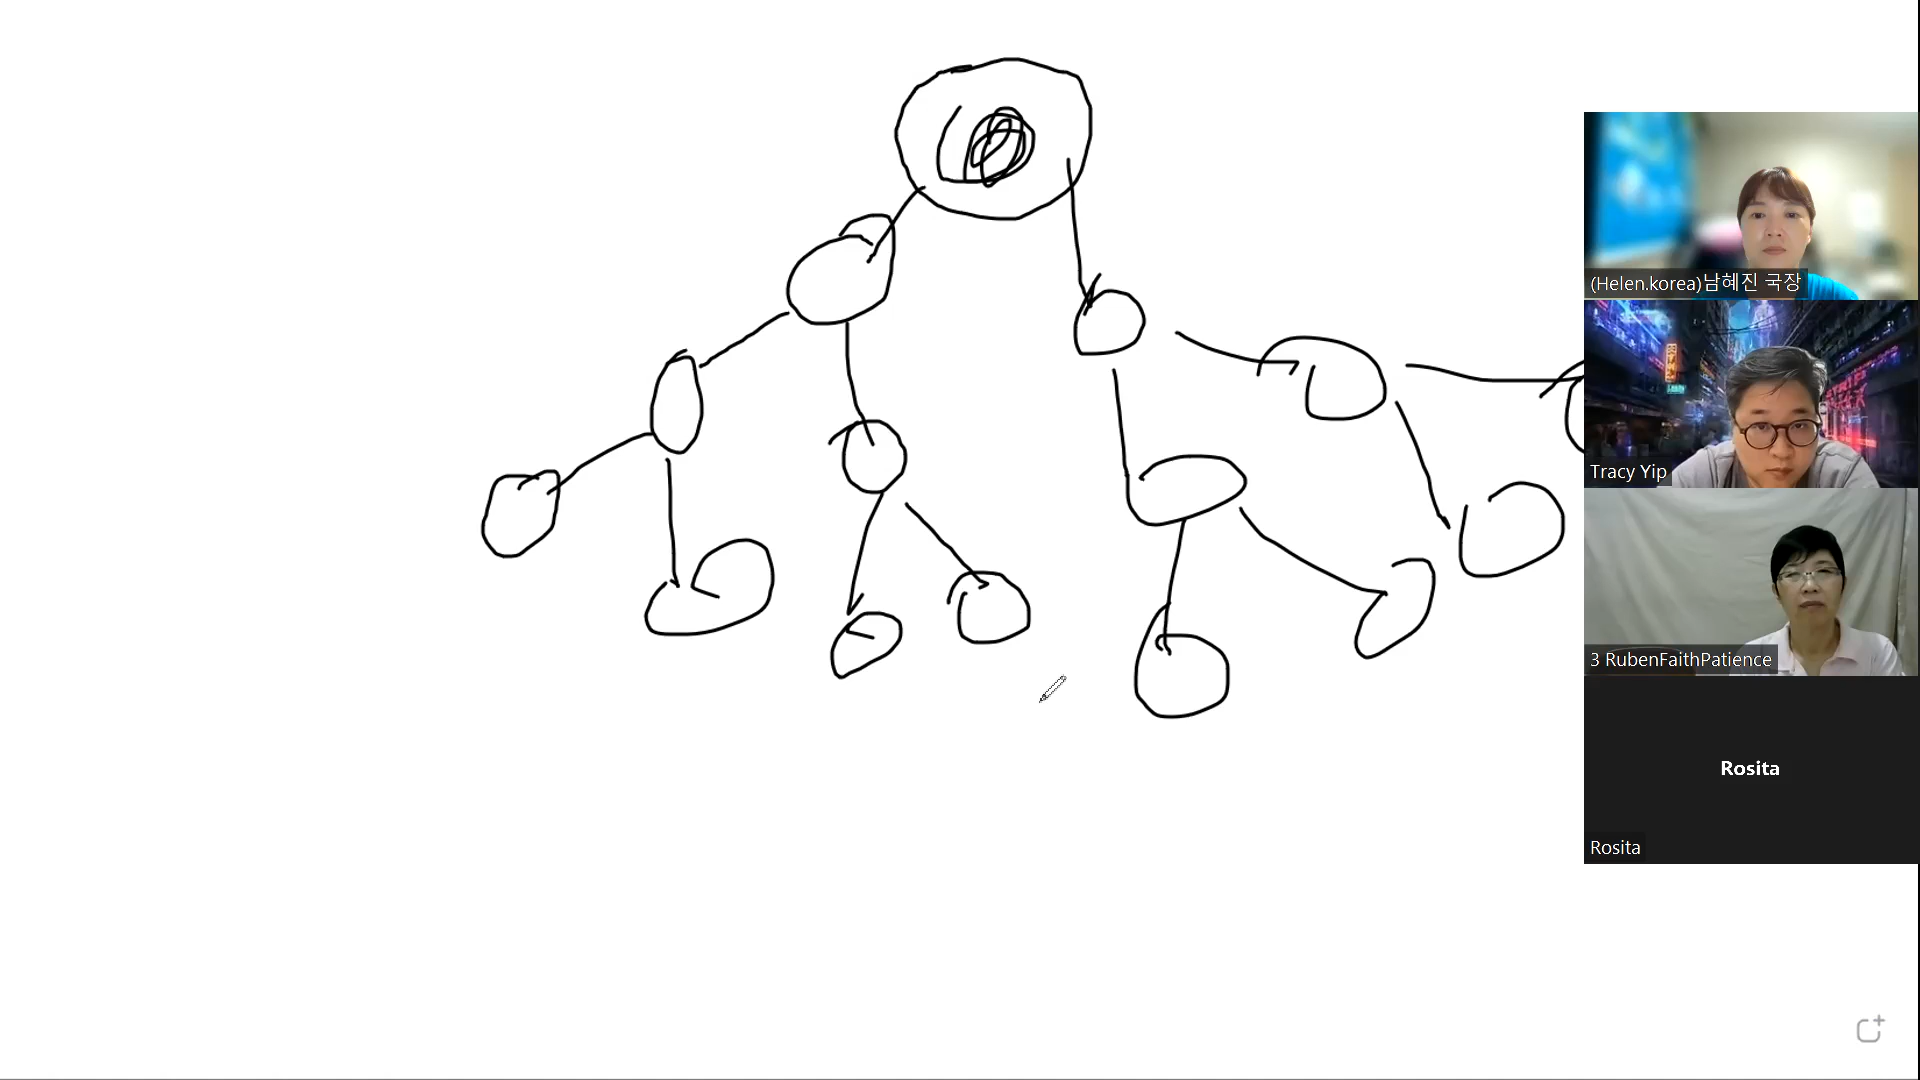 (Helen.korea)남혜진 국장
Tracy Yip
3 RubenFaithPatience
Rosita
Rosita